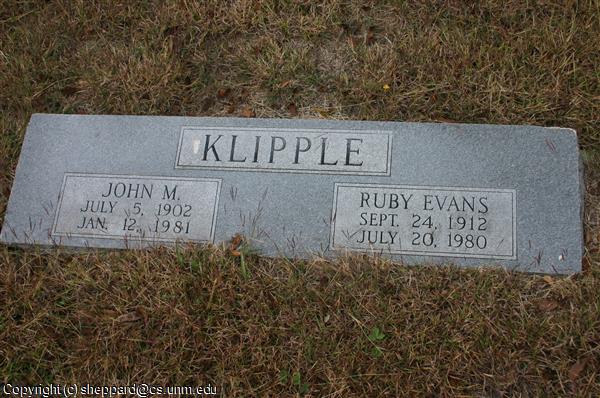 KLIPPLE
JOHN M.
JULY 5, 1902
JAN. 12, 1981
RUBY EVANS
SEPT. 24, 1912
JULY 20, 1980
Copyright (c) sheppard@cs.unm.edu